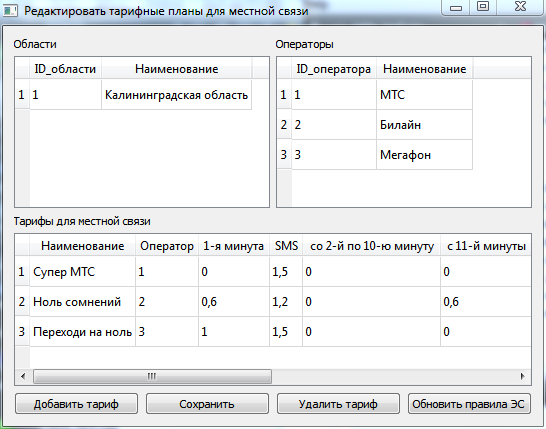 Редактировать тарифные планы для местной связи
Области
Операторы
ID_области Наименование
1 1 Калининградская область
ID_оператора Наименование
1 1 МТС
2 2 Билайн
3 3 Мегафон
Тарифы для местной связи
Наименование Оператор 1-я минута SMS со 2-й по 10-ю минуту с 11-й минуты
1 Супер МТС 1 0 1,5 0 0
2 Ноль сомнений 2 0,6 1,2 0 0,6
3 Переходи на ноль 3 1 1,5 0 0
Добавить тариф Сохранить Удалить тариф Обновить правила ЭС